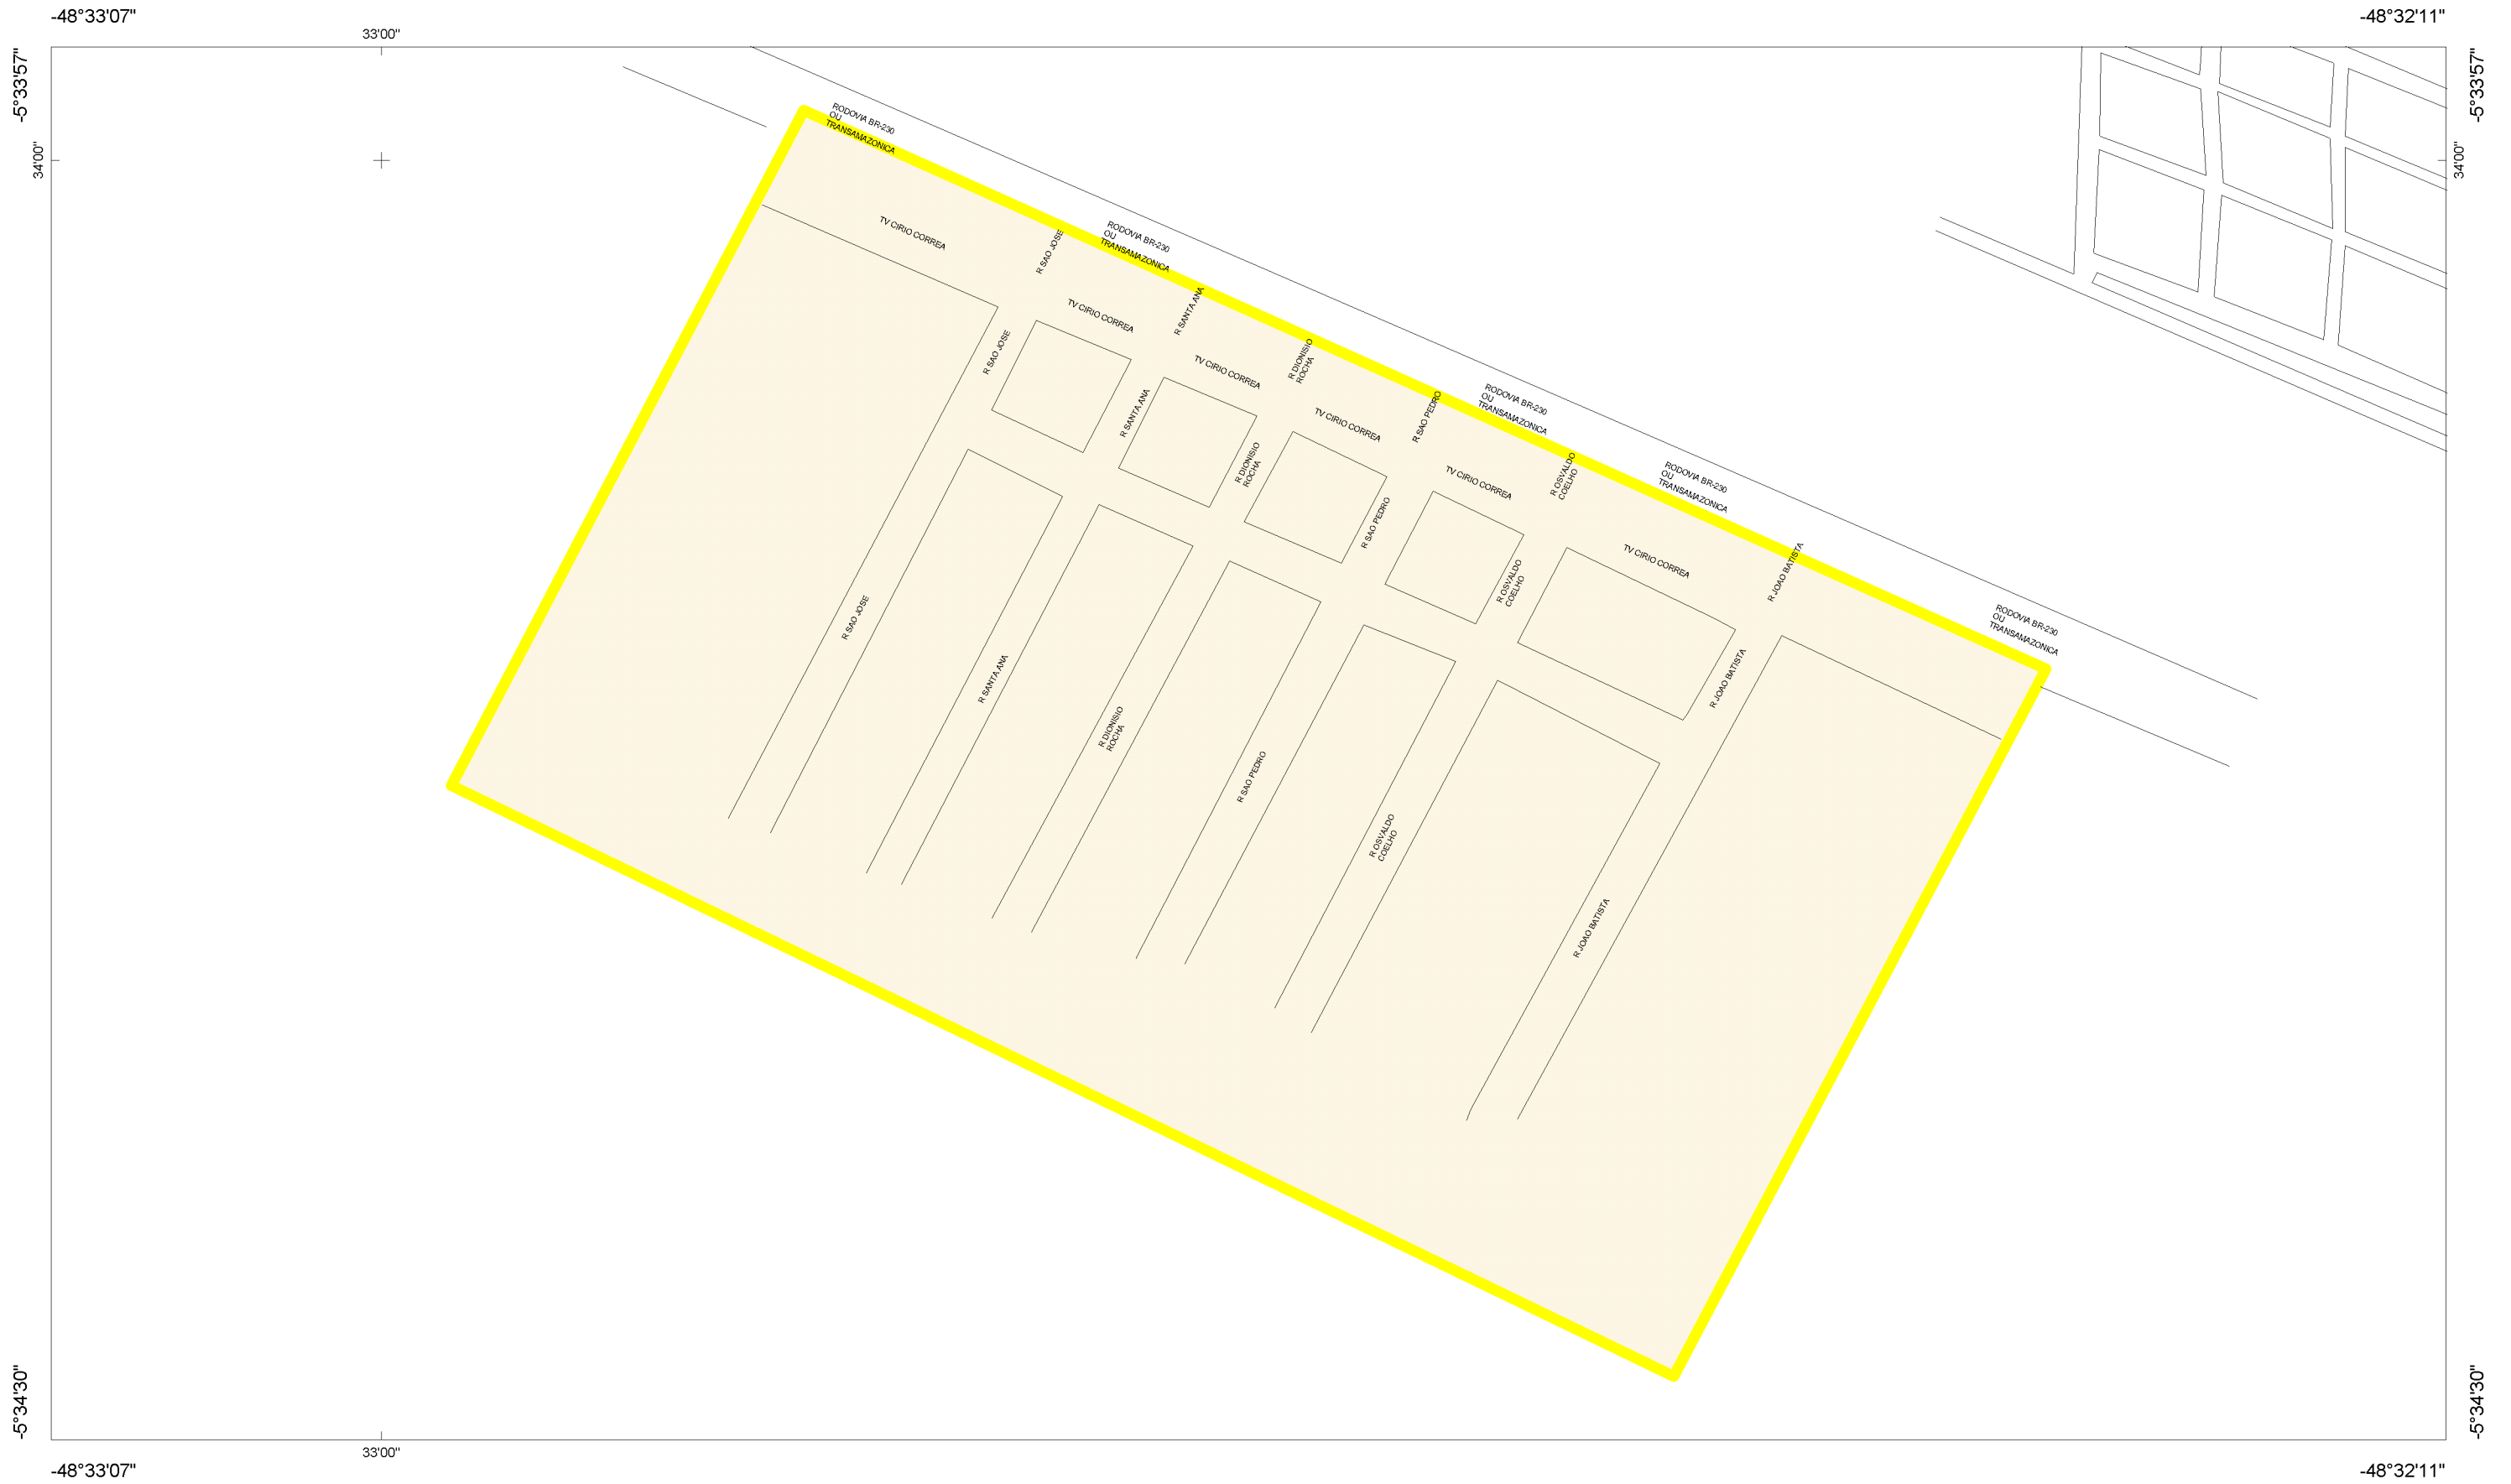 -48°33'07"
-48°32'11"
33'00"
-5°33'57"
-5°33'57"
34'00"
34'00"
RODOVIA BR-230
OU
TRANSAMAZONICA
TV CIRIO CORREA
R SAO JOSE
RODOVIA BR-230
OU
TRANSAMAZONICA
R SANTA ANA
TV CIRIO CORREA
R SAO JOSE
R DIONISIO
ROCHA
TV CIRIO CORREA
R SANTA ANA
R SAO PEDRO
RODOVIA BR-230
OU
TRANSAMAZONICA
TV CIRIO CORREA
R DIONISIO
ROCHA
R OSVALDO
COELHO
TV CIRIO CORREA
RODOVIA BR-230
OU
TRANSAMAZONICA
R SAO PEDRO
TV CIRIO CORREA
R JOAO BATISTA
R OSVALDO
COELHO
R SAO JOSE
RODOVIA BR-230
OU
TRANSAMAZONICA
R SANTA ANA
R JOAO BATISTA
R DIONISIO
ROCHA
R SAO PEDRO
R OSVALDO
COELHO
R JOAO BATISTA
-5°34'30"
-5°34'30"
33'00"
-48°33'07"
-48°32'11"